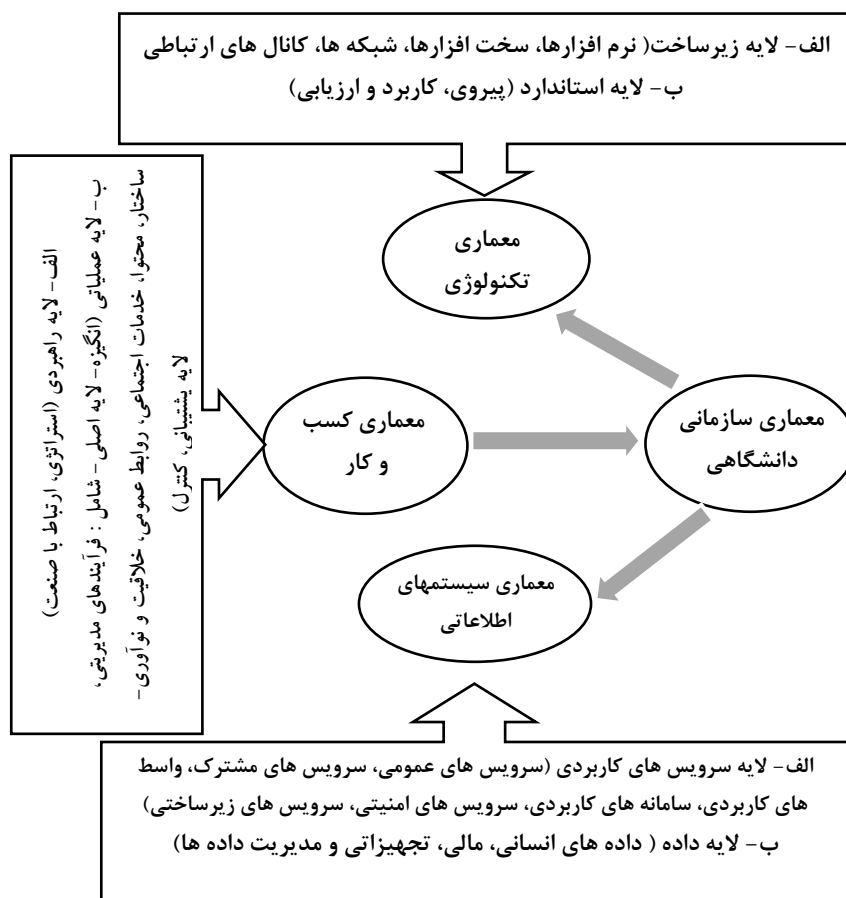 الف- لایه زیرساخت( نرم افزارها، سخت افزارها، شبکه ها، کانال های ارتباطی
ب- لایه استاندارد (پیروی، کاربرد و ارزیابی)
معماری
تکنولوژی
معماری سازمانی
دانشگاهی
معماری کسب
و کار
معماری سیستمهای
اطلاعاتی
الف- لایه راهبردی (استراتژی، ارتباط با صنعت)
ب- لایه عملیاتی (انگیزه- لایه اصلی- شامل : فرآیندهای مدیریتی،
ساختار، محتوا، خدمات اجتماعی، روابط عمومی، خلاقیت و نوآوری-
لایه پشتیبانی، کنترل)
الف- لایه سرویس های کاربردی (سرویس های عمومی، سرویس های مشترک، واسط
های کاربردی، سامانه های کاربردی، سرویس های امنیتی، سرویس های زیرساختی)
ب- لایه داده ( داده های انسانی، مالی، تجهیزاتی و مدیریت داده ها)